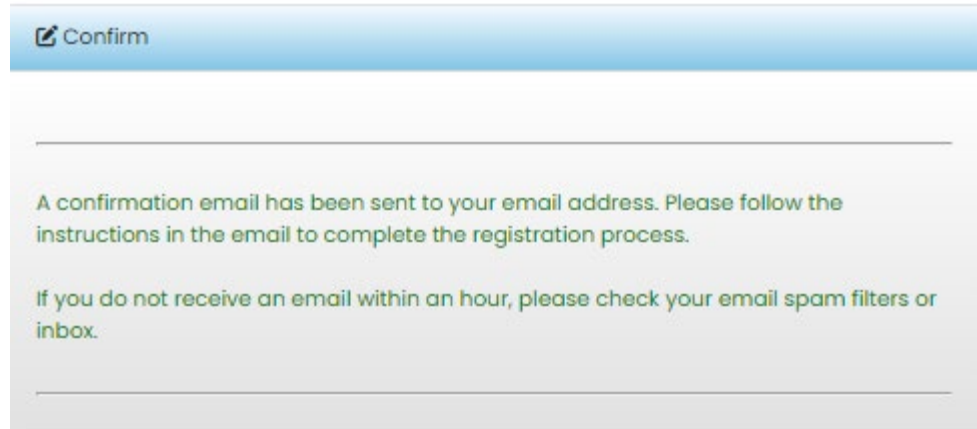 Confirm
A confirmation email has been sent to your email address. Please follow the
instructions in the email to complete the registration process.
If you do not receive an email within an hour, please check your email spam filters or
inbox.